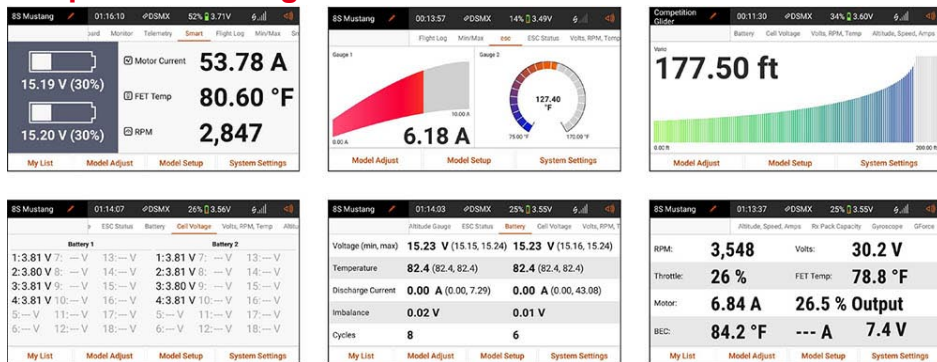 8S Mustang 01:16:10 DSMX 52% 3.71V
Monitor Telemetry Smart Flight Log Min/Max
15.19 V (30%)
15.20 V (30%)
Motor Current 53.78 A
FET Temp 80.60 °F
RPM 2,847
My List Model Adjust Model Setup System Settings
8S Mustang 00:13:57 DSMX 14% 3.49V
Flight Log Min/Max esc ESC Status Volts, RPM, Temp
Gauge 1 Gauge 2
127.40
°F
10.00 A
6.18 A
0.00 A 75.00 °F 170.00 °F
Model Adjust Model Setup System Settings
Competition
Glider 00:11:30 DSMX 34% 3.60V
Battery Cell Voltage Volts, RPM, Temp Altitude, Speed, Amps
Vario
177.50 ft
0.00 ft 200.00 ft
Model Adjust Model Setup System Settings
8S Mustang 01:14:07 DSMX 26% 3.56V
ESC Status Battery Cell Voltage Volts, RPM, Temp
Battery 1 Battery 2
1:3.81 V 7: --- V 13: --- V 1:3.81 V 7: --- V 13: --- V
2:3.80 V 8: --- V 14: --- V 2:3.81 V 8: --- V 14: --- V
3:3.81 V 9: --- V 15: --- V 3:3.80 V 9: --- V 15: --- V
4:3.81 V 10: --- V 16: --- V 4:3.81 V 10: --- V 16: --- V
5: --- V 11: --- V 17: --- V 5: --- V 11: --- V 17: --- V
6: --- V 12: --- V 18: --- V 6: --- V 12: --- V 18: --- V
My List Model Adjust Model Setup System Settings
8S Mustang 01:14:03 DSMX 25% 3.55V
Altitude Gauge ESC Status Battery Cell Voltage Volts, RPM, T
Voltage (min, max) 15.23 V (15.15, 15.24) 15.23 V (15.16, 15.24)
Temperature 82.4 (82.4, 82.4) 82.4 (82.4, 82.4)
Discharge Current 0.00 A (0.00, 7.29) 0.00 A (0.00, 43.08)
Imbalance 0.02 V 0.01 V
Cycles 8 6
My List Model Adjust Model Setup System Settings
8S Mustang 01:13:37 DSMX 25% 3.55V
Altitude, Speed, Amps Rx Pack Capacity Gyroscope GForce
RPM: 3,548 Volts: 30.2 V
Throttle: 26 % FET Temp: 78.8 °F
Motor: 6.84 A 26.5 % Output
BEC: 84.2 °F --- A 7.4 V
My List Model Adjust Model Setup System Settings